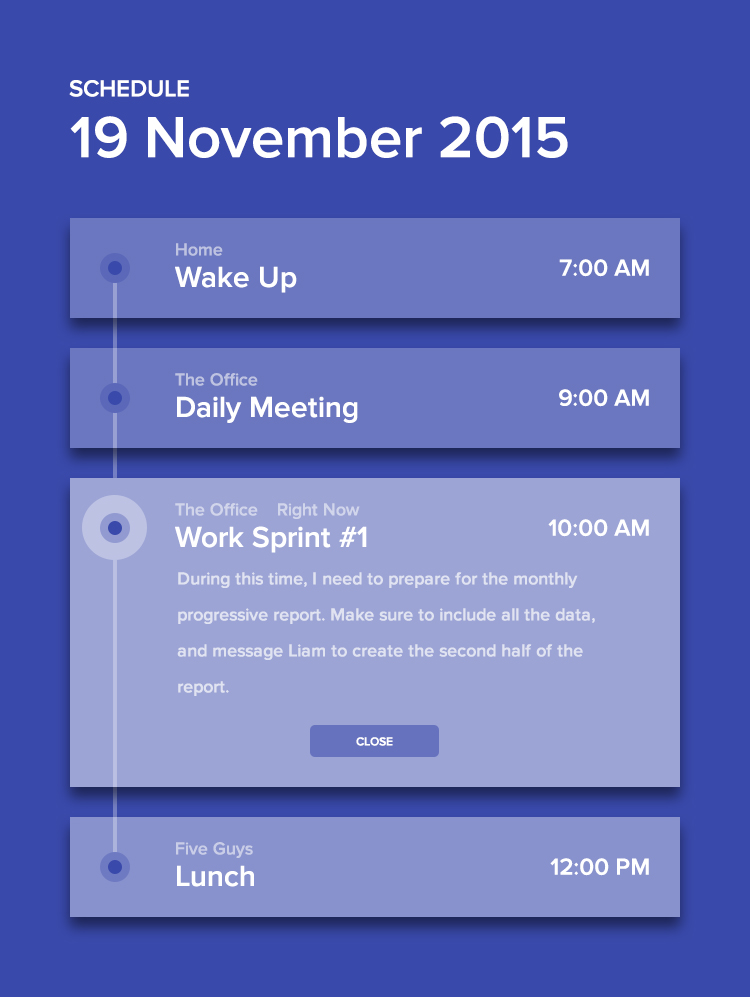 SCHEDULE
19 November 2015
Home
Wake Up
7:00 AM
The Office
Daily Meeting
9:00 AM
The Office Right Now
Work Sprint #1
10:00 AM
During this time, I need to prepare for the monthly
progressive report. Make sure to include all the data,
and message Liam to create the second half of the
report.
CLOSE
Five Guys
Lunch
12:00 PM